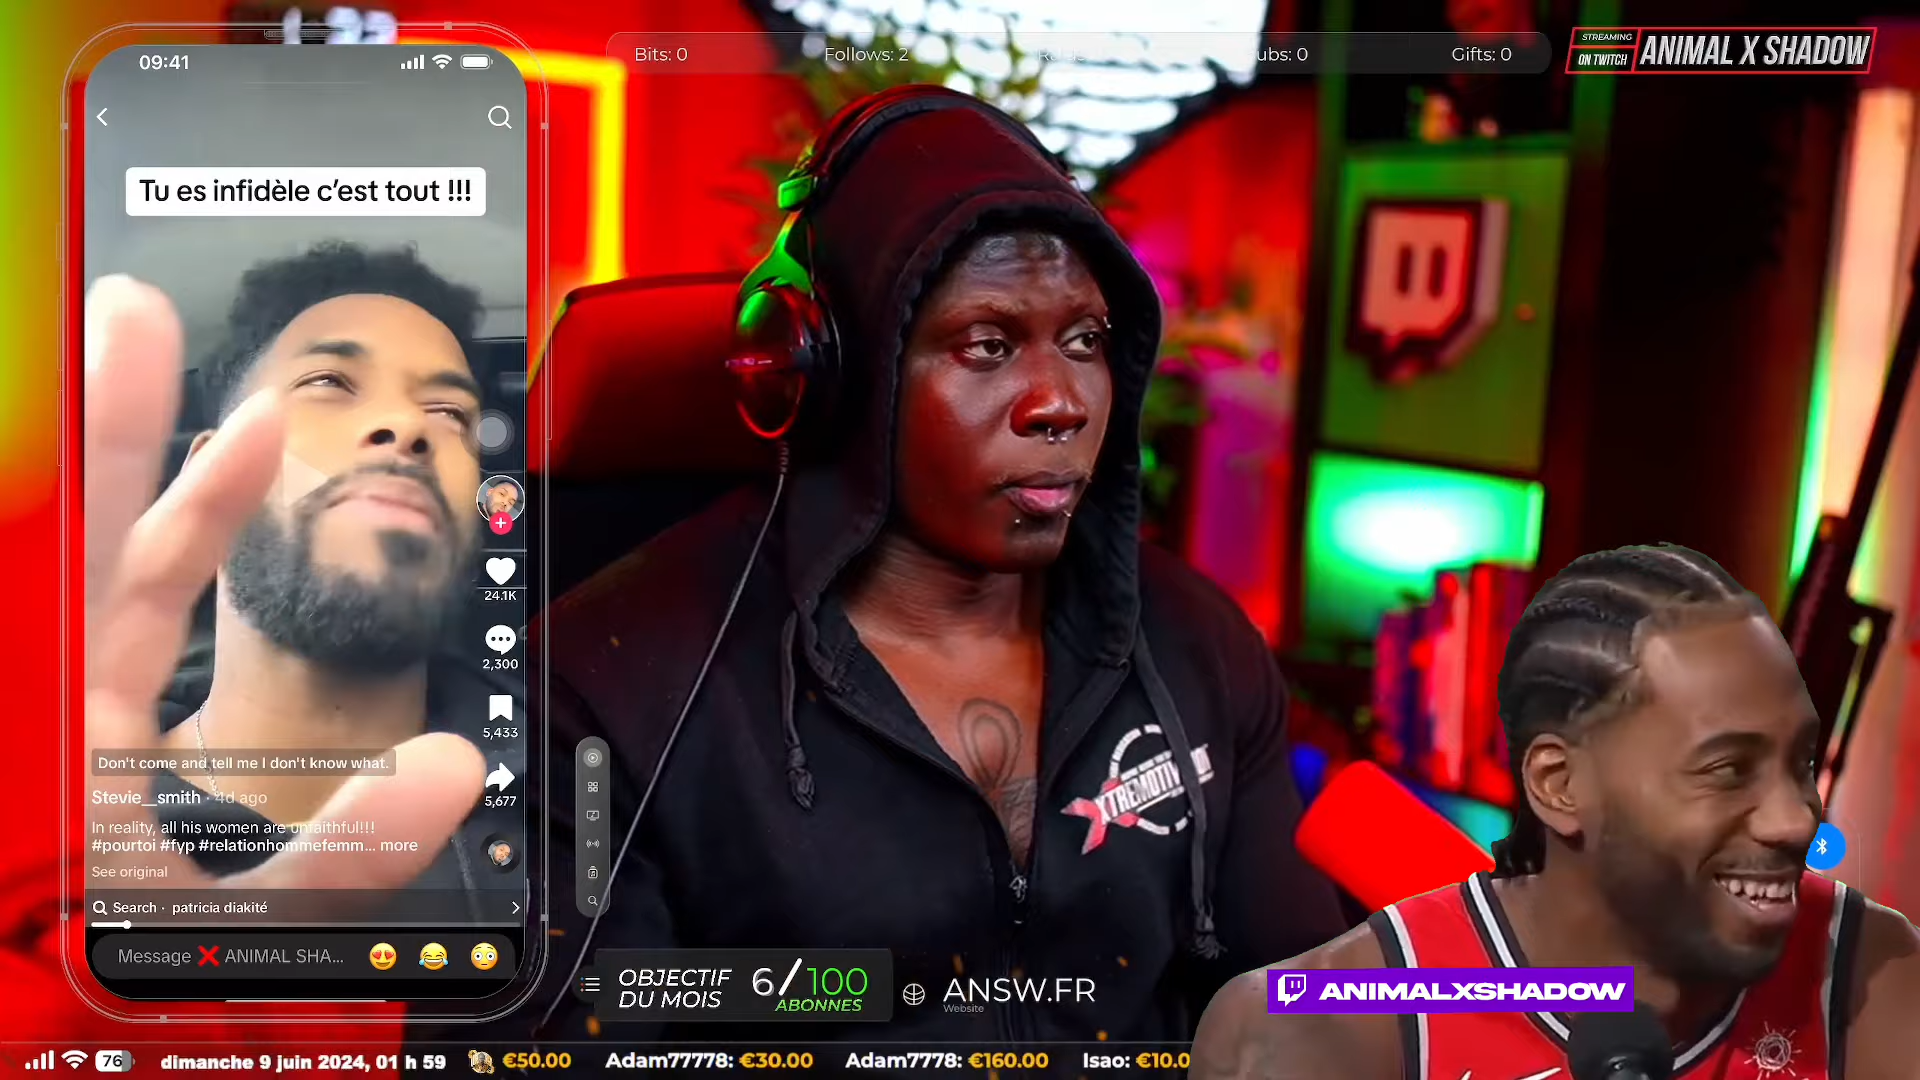 09:41
Tu es infidèle c'est tout !!!
24.1K
2,300
5,433
5,677
Don't come and tell me I don't know what.
Stevie__smith · 4d ago
In reality, all his women are unfaithful!!!
#pourtoi #fyp #relationhommefemm... more
See original
Search · patricia diakité
Message ❌ ANIMAL SHA...
Bits: 0
Follows: 2
ubs: 0
Gifts: 0
STREAMING
ON TWITCH
ANIMAL X SHADOW
XTREMOTIV
OBJECTIF
DU MOIS
6/100
ABONNES
ANSW.FR
Website
ANIMALXSHADOW
76
dimanche 9 juin 2024, 01 h 59
€50.00
Adam77778: €30.00
Adam7778: €160.00
Isao: €10.0